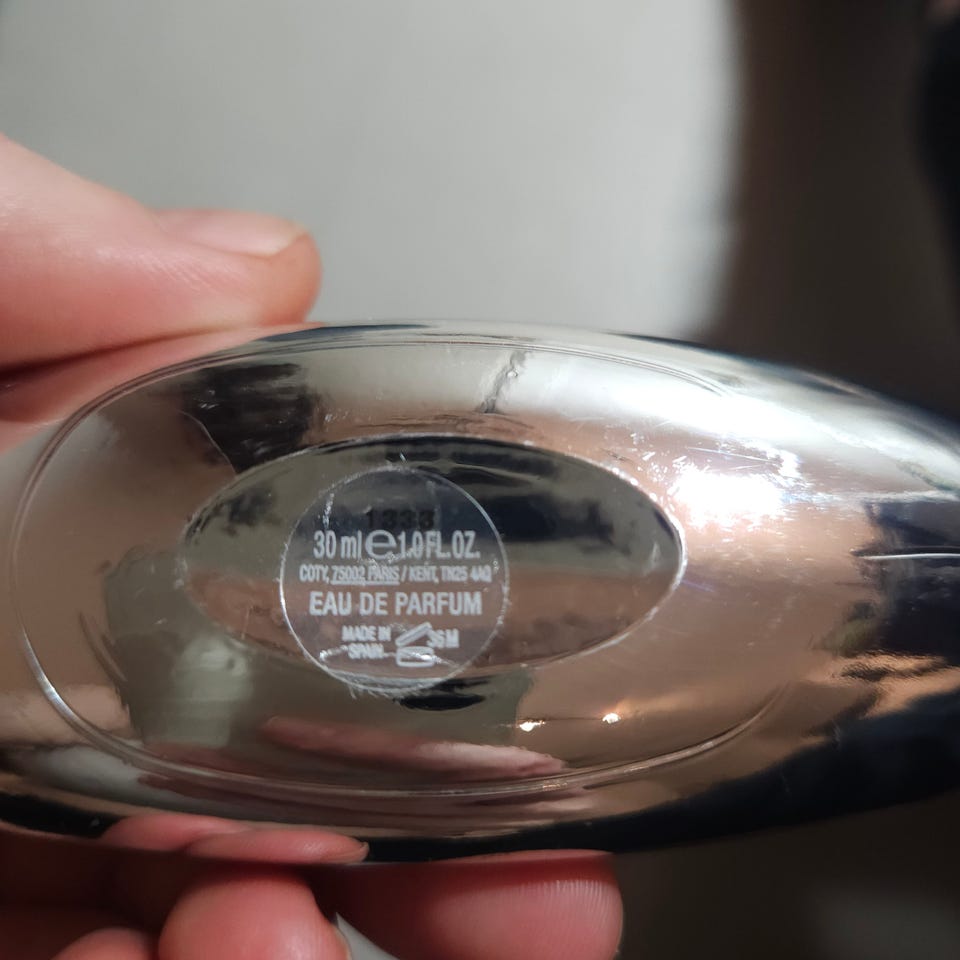 1333
30 ml ℮ 1.0 FL. OZ.
COTY, 75002 PARIS / KENT, TN25 4AQ
EAU DE PARFUM
MADE IN
SPAIN
36 M